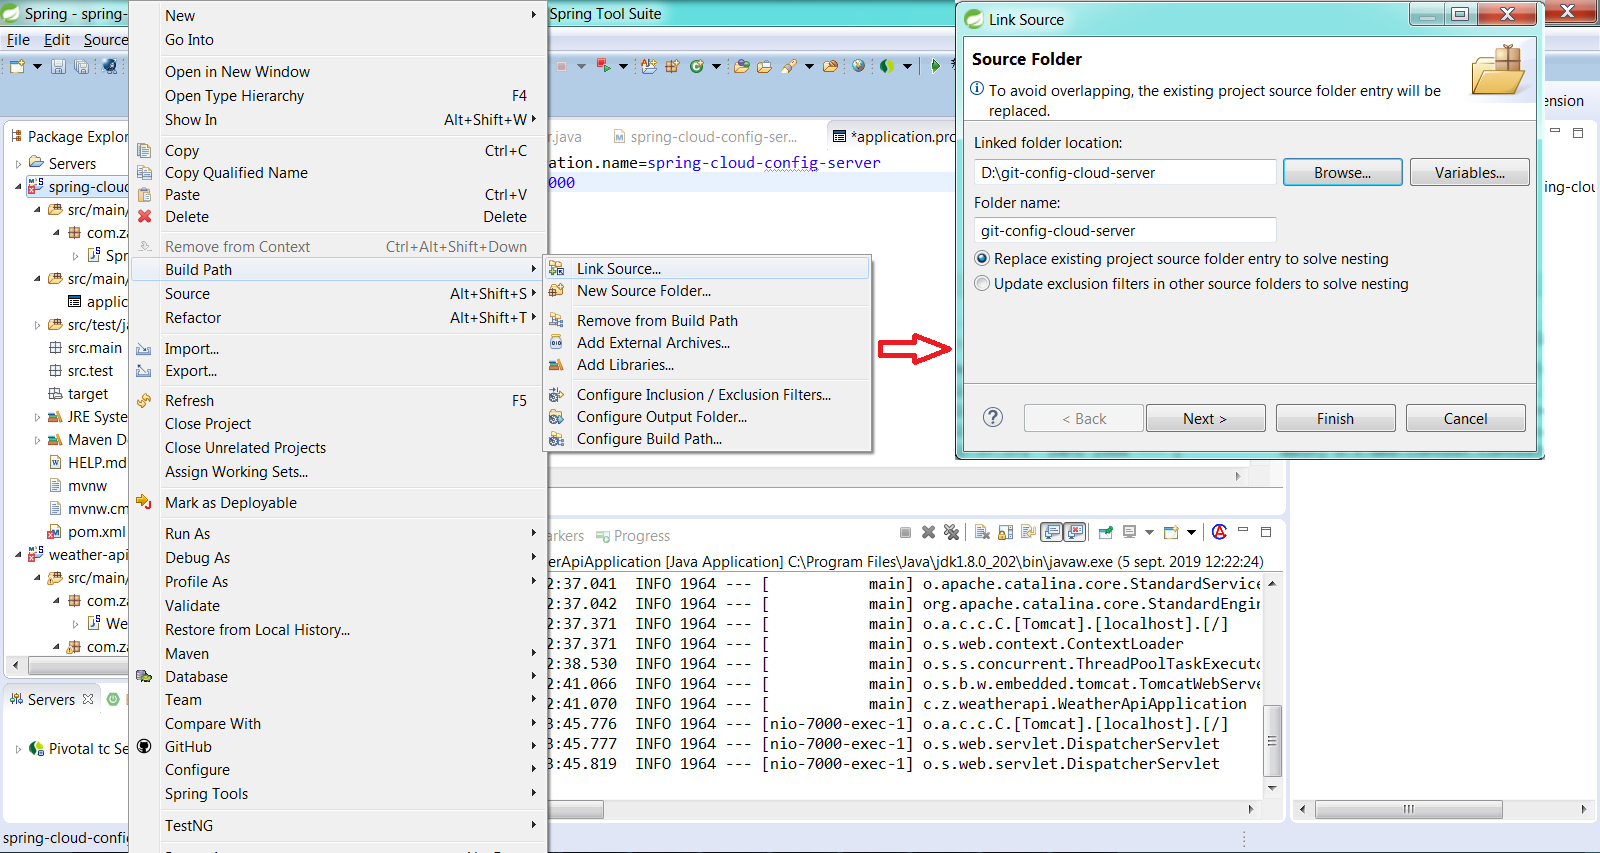 Spring - spring-
Spring Tool Suite
File Edit Source
Package Explor
Servers
spring-cloud
src/main/
com.za
Spr
src/main/
applic
src/test/ja
src.main
src.test
target
JRE Syste
Maven De
HELP.md
mvnw
mvnw.cm
pom.xml
weather-api
src/main/
com.za
We
com.za
Servers
Pivotal tc Se
spring-cloud-config
New
Go Into
Open in New Window
Open Type Hierarchy F4
Show In Alt+Shift+W
Copy Ctrl+C
Copy Qualified Name
Paste Ctrl+V
Delete Delete
Remove from Context Ctrl+Alt+Shift+Down
Build Path
Source Alt+Shift+S
Refactor Alt+Shift+T
Import...
Export...
Refresh F5
Close Project
Close Unrelated Projects
Assign Working Sets...
Mark as Deployable
Run As
Debug As
Profile As
Validate
Restore from Local History...
Maven
Database
Team
Compare With
GitHub
Configure
Spring Tools
TestNG
Link Source...
New Source Folder...
Remove from Build Path
Add External Archives...
Add Libraries...
Configure Inclusion / Exclusion Filters...
Configure Output Folder...
Configure Build Path...
r.java spring-cloud-config-ser... *application.pro
ation.name=spring-cloud-config-server
000
Link Source
Source Folder
To avoid overlapping, the existing project source folder entry will be
replaced.
Linked folder location:
D:\git-config-cloud-server Browse... Variables...
Folder name:
git-config-cloud-server
Replace existing project source folder entry to solve nesting
Update exclusion filters in other source folders to solve nesting
< Back Next > Finish Cancel
ension
ing-clou
arkers Progress
erApiApplication [Java Application] C:\Program Files\Java\jdk1.8.0_202\bin\javaw.exe (5 sept. 2019 12:22:24)
2:37.041 INFO 1964 --- [ main] o.apache.catalina.core.StandardService
2:37.042 INFO 1964 --- [ main] org.apache.catalina.core.StandardEngin
2:37.371 INFO 1964 --- [ main] o.a.c.c.C.[Tomcat].[localhost].[/]
2:37.371 INFO 1964 --- [ main] o.s.web.context.ContextLoader
2:38.530 INFO 1964 --- [ main] o.s.s.concurrent.ThreadPoolTaskExecuto
2:41.066 INFO 1964 --- [ main] o.s.b.w.embedded.tomcat.TomcatWebServe
2:41.070 INFO 1964 --- [ main] c.z.weatherapi.WeatherApiApplication
3:45.776 INFO 1964 --- [nio-7000-exec-1] o.a.c.c.C.[Tomcat].[localhost].[/]
3:45.777 INFO 1964 --- [nio-7000-exec-1] o.s.web.servlet.DispatcherServlet
3:45.819 INFO 1964 --- [nio-7000-exec-1] o.s.web.servlet.DispatcherServlet